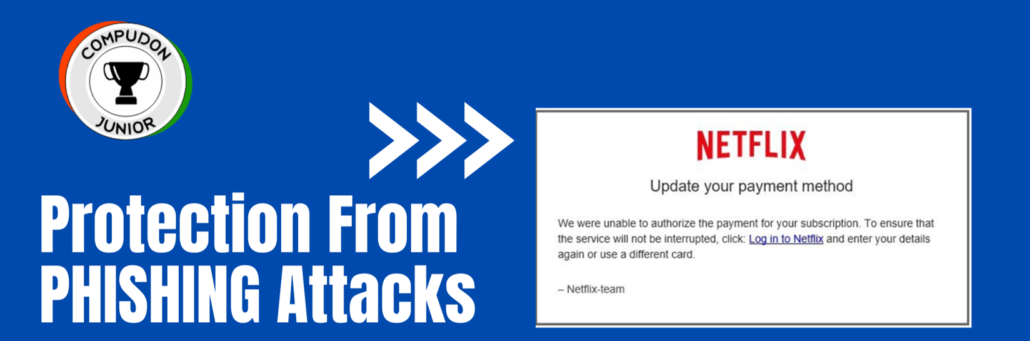 COMPUDON
JUNIOR
Protection From
PHISHING Attacks
NETFLIX
Update your payment method
We were unable to authorize the payment for your subscription. To ensure that
the service will not be interrupted, click: Log in to Netflix and enter your details
again or use a different card.
– Netflix-team